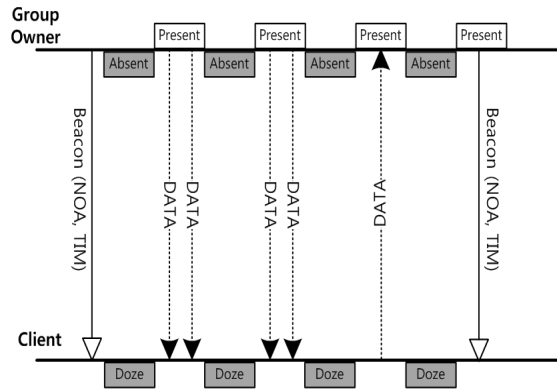 Group
Owner
Present
Present
Present
Present
Absent
Absent
Absent
Absent
Beacon (NOA, TIM)
DATA
DATA
DATA
DATA
DATA
Beacon (NOA, TIM)
Client
Doze
Doze
Doze
Doze